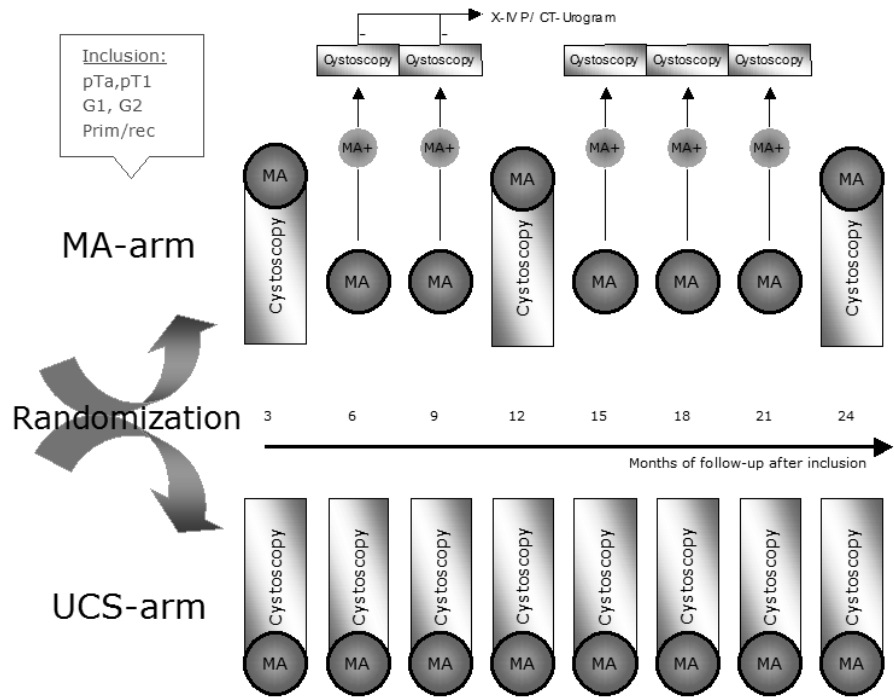 X-IVP/ CT-Urogram
Inclusion:
pTa,pT1
G1, G2
Prim/rec
Cystoscopy Cystoscopy Cystoscopy Cystoscopy Cystoscopy
MA+ MA+ MA+ MA+ MA+
MA MA MA
Cystoscopy Cystoscopy Cystoscopy
MA-arm
MA MA MA MA MA
Randomization
3 6 9 12 15 18 21 24
Months of follow-up after inclusion
Cystoscopy Cystoscopy Cystoscopy Cystoscopy Cystoscopy Cystoscopy Cystoscopy Cystoscopy
UCS-arm
MA MA MA MA MA MA MA MA